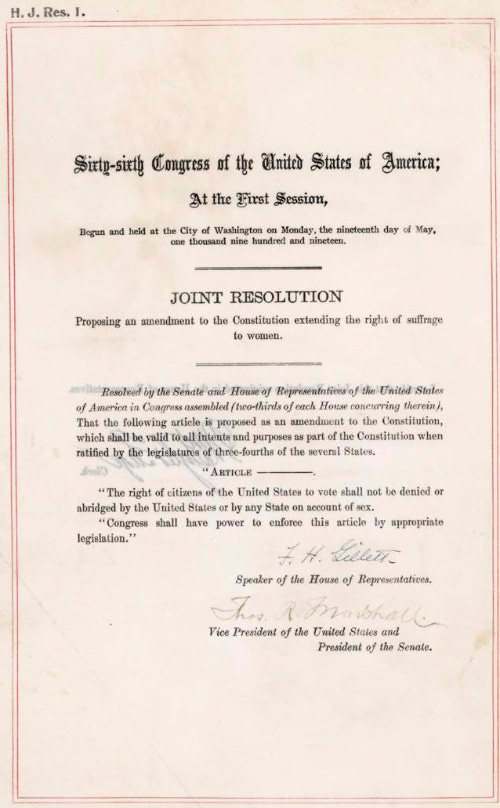 H. J. Res. 1.
Sixty-sixth Congress of the United States of America;
At the First Session,
Begun and held at the City of Washington on Monday, the nineteenth day of May,
one thousand nine hundred and nineteen.
JOINT RESOLUTION
Proposing an amendment to the Constitution extending the right of suffrage
to women.
Resolved by the Senate and House of Representatives of the United States
of America in Congress assembled (two-thirds of each House concurring therein),
That the following article is proposed as an amendment to the Constitution,
which shall be valid to all intents and purposes as part of the Constitution when
ratified by the legislatures of three-fourths of the several States.
"ARTICLE ———.
"The right of citizens of the United States to vote shall not be denied or
abridged by the United States or by any State on account of sex.
"Congress shall have power to enforce this article by appropriate
legislation."
F. H. Gillett.
Speaker of the House of Representatives.
Thos. R. Marshall.
Vice President of the United States and
President of the Senate.